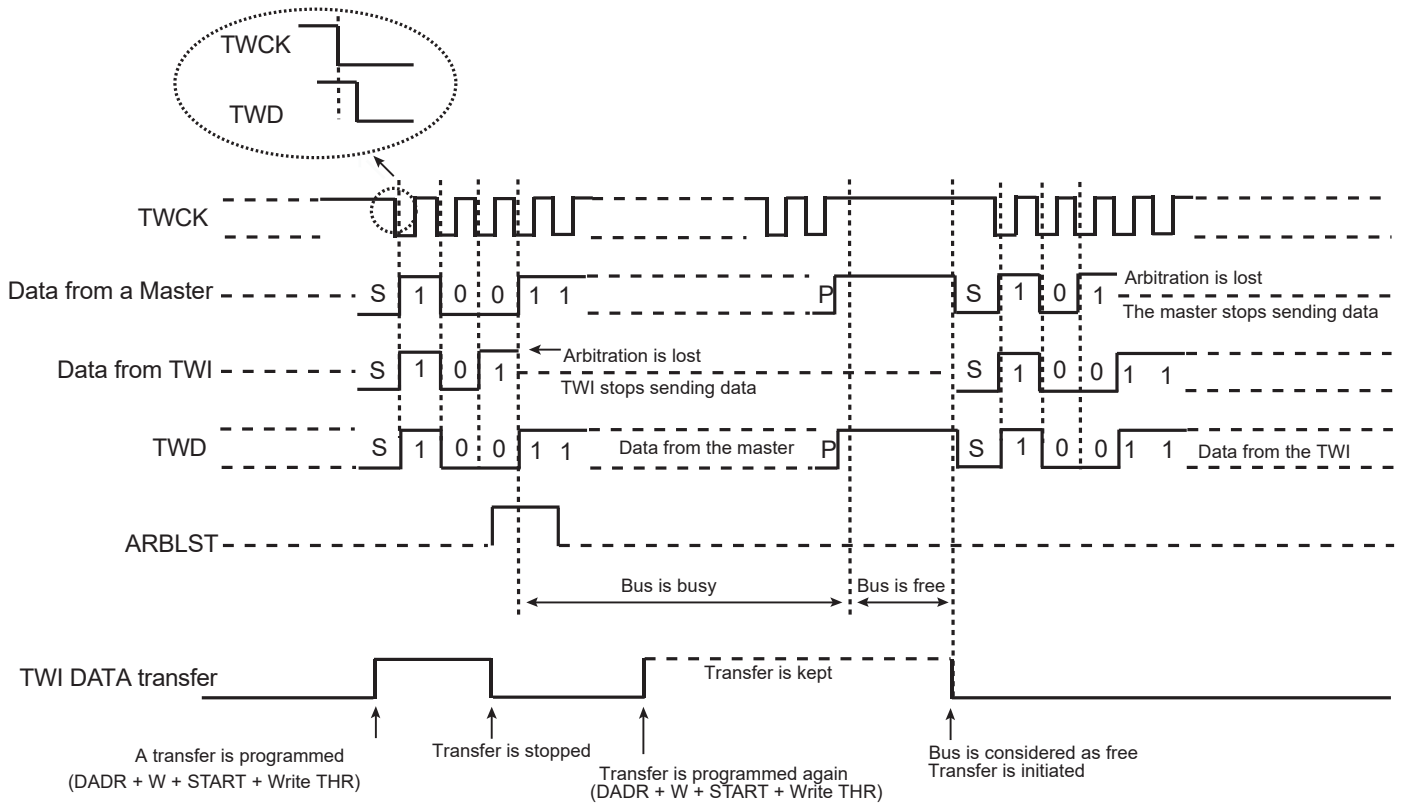 TWCK
TWD
TWCK
Data from a Master S 1 0 0 1 1 P S 1 0 1 Arbitration is lost
The master stops sending data
Data from TWI S 1 0 1 Arbitration is lost S 1 0 0 1 1
TWI stops sending data
TWD S 1 0 0 1 1 Data from the master P S 1 0 0 1 1 Data from the TWI
ARBLST
Bus is busy Bus is free
TWI DATA transfer Transfer is kept
A transfer is programmed
(DADR + W + START + Write THR)
Transfer is stopped
Transfer is programmed again
(DADR + W + START + Write THR)
Bus is considered as free
Transfer is initiated